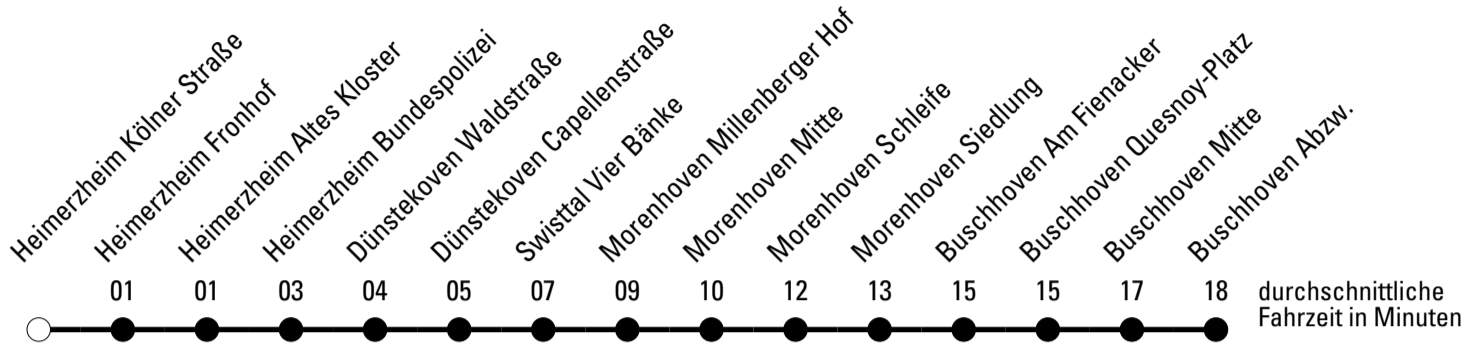 Heimerzheim Kölner Straße
Heimerzheim Fronhof
Heimerzheim Altes Kloster
Heimerzheim Bundespolizei
Dünstekoven Waldstraße
Dünstekoven Capellenstraße
Swisttal Vier Bänke
Morenhoven Millenberger Hof
Morenhoven Mitte
Morenhoven Schleife
Morenhoven Siedlung
Buschhoven Am Fienacker
Buschhoven Quesnoy-Platz
Buschhoven Mitte
Buschhoven Abzw.
01 01 03 04 05 07 09 10 12 13 15 15 17 18
durchschnittliche
Fahrzeit in Minuten